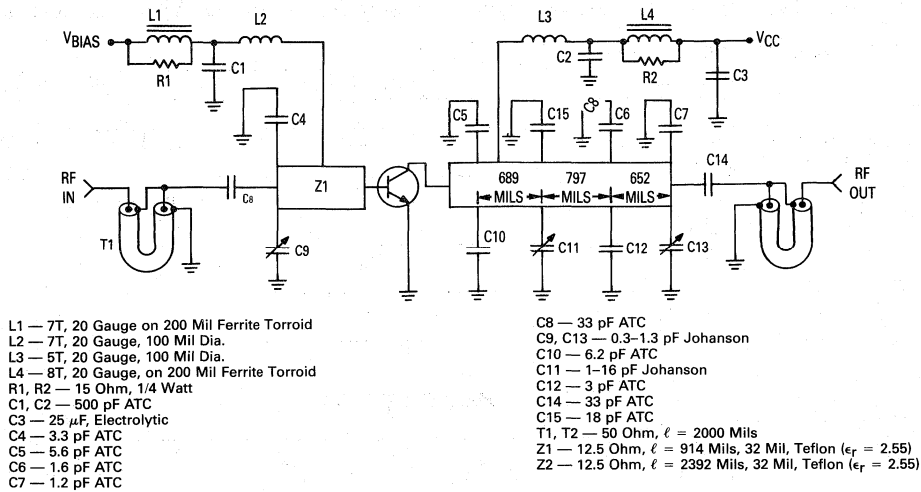 L1
L2
L3
L4
VBIAS
VCC
R1
C1
C2
R2
C3
C4
C5
C15
C8
C6
C7
RF
IN
T1
C8
Z1
C9
689
MILS
797
MILS
652
MILS
C14
RF
OUT
C10
C11
C12
C13
L1 — 7T, 20 Gauge on 200 Mil Ferrite Torroid
L2 — 7T, 20 Gauge, 100 Mil Dia.
L3 — 5T, 20 Gauge, 100 Mil Dia.
L4 — 8T, 20 Gauge, on 200 Mil Ferrite Torroid
R1, R2 — 15 Ohm, 1/4 Watt
C1, C2 — 500 pF ATC
C3 — 25 μF, Electrolytic
C4 — 3.3 pF ATC
C5 — 5.6 pF ATC
C6 — 1.6 pF ATC
C7 — 1.2 pF ATC
C8 — 33 pF ATC
C9, C13 — 0.3–1.3 pF Johanson
C10 — 6.2 pF ATC
C11 — 1–16 pF Johanson
C12 — 3 pF ATC
C14 — 33 pF ATC
C15 — 18 pF ATC
T1, T2 — 50 Ohm, ℓ = 2000 Mils
Z1 — 12.5 Ohm, ℓ = 914 Mils, 32 Mil, Teflon (εr = 2.55)
Z2 — 12.5 Ohm, ℓ = 2392 Mils, 32 Mil, Teflon (εr = 2.55)